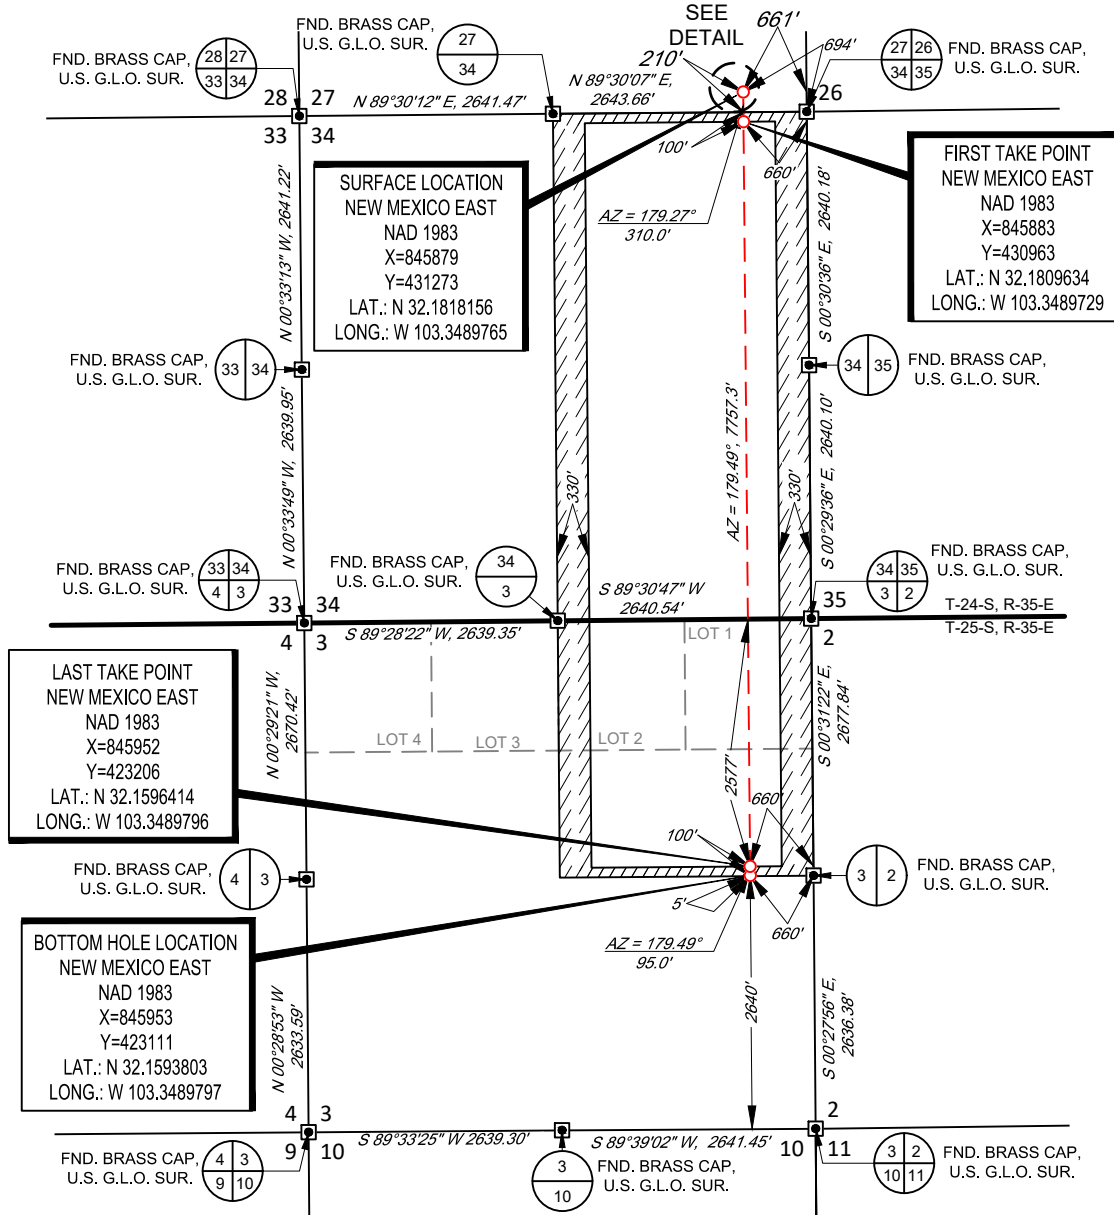 SEE
DETAIL
661'
694'
210'
FND. BRASS CAP,
U.S. G.L.O. SUR.
28 27
33 34
FND. BRASS CAP,
U.S. G.L.O. SUR.
27
34
27 26
34 35
FND. BRASS CAP,
U.S. G.L.O. SUR.
28 27
33 34
N 89°30'12" E, 2641.47'
N 89°30'07" E,
2643.66'
26
100'
660'
AZ = 179.27°
310.0'
SURFACE LOCATION
NEW MEXICO EAST
NAD 1983
X=845879
Y=431273
LAT.: N 32.1818156
LONG.: W 103.3489765
FIRST TAKE POINT
NEW MEXICO EAST
NAD 1983
X=845883
Y=430963
LAT.: N 32.1809634
LONG.: W 103.3489729
N 00°33'13" W, 2641.22'
S 00°30'36" E, 2640.18'
FND. BRASS CAP,
U.S. G.L.O. SUR.
33 34
34 35
FND. BRASS CAP,
U.S. G.L.O. SUR.
N 00°33'49" W, 2639.95'
330'
AZ = 179.49°, 7757.3'
330'
S 00°29'36" E, 2640.10'
FND. BRASS CAP,
U.S. G.L.O. SUR.
33 34
4 3
FND. BRASS CAP,
U.S. G.L.O. SUR.
34
3
34 35
3 2
FND. BRASS CAP,
U.S. G.L.O. SUR.
33 34
4 3
S 89°28'22" W, 2639.35'
S 89°30'47" W
2640.54'
35
2
T-24-S, R-35-E
T-25-S, R-35-E
LOT 1
LOT 4
LOT 3
LOT 2
N 00°29'21" W,
2670.42'
S 00°31'22" E,
2677.84'
LAST TAKE POINT
NEW MEXICO EAST
NAD 1983
X=845952
Y=423206
LAT.: N 32.1596414
LONG.: W 103.3489796
2577'
660'
100'
FND. BRASS CAP,
U.S. G.L.O. SUR.
4 3
3 2
FND. BRASS CAP,
U.S. G.L.O. SUR.
5'
660'
AZ = 179.49°
95.0'
BOTTOM HOLE LOCATION
NEW MEXICO EAST
NAD 1983
X=845953
Y=423111
LAT.: N 32.1593803
LONG.: W 103.3489797
N 00°28'53" W
2633.59'
2640'
S 00°27'56" E,
2636.38'
4 3
9 10
S 89°33'25" W 2639.30'
S 89°39'02" W, 2641.45'
2
10 11
FND. BRASS CAP,
U.S. G.L.O. SUR.
4 3
9 10
3
10
FND. BRASS CAP,
U.S. G.L.O. SUR.
3 2
10 11
FND. BRASS CAP,
U.S. G.L.O. SUR.